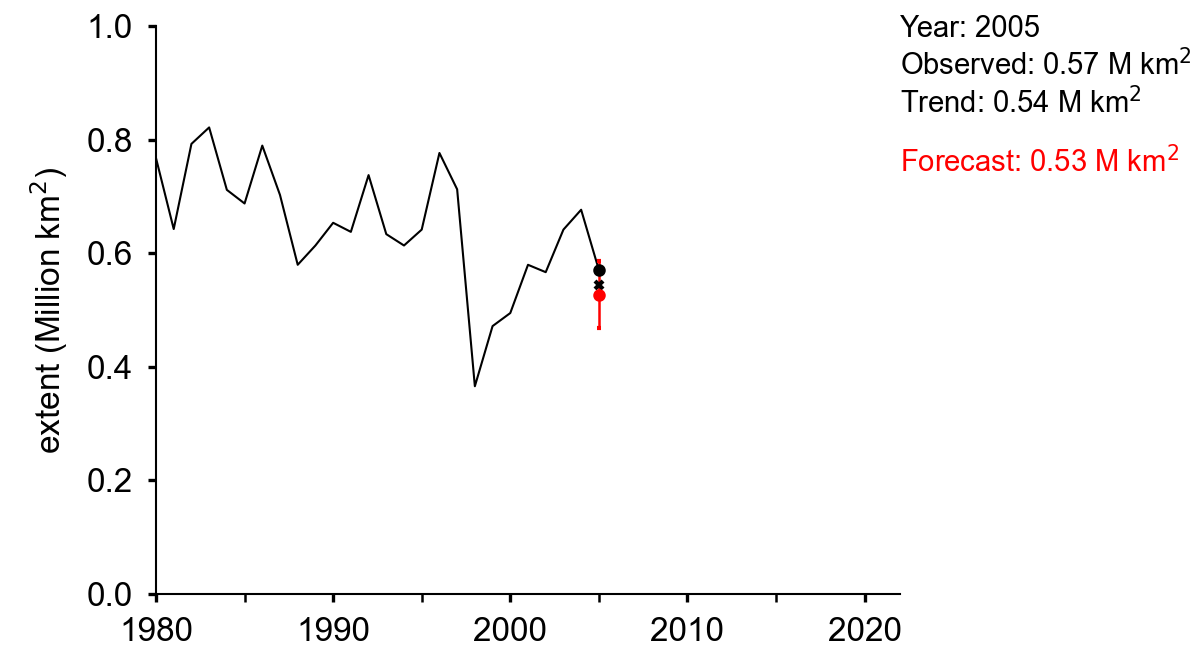 Year: 2005
Observed: 0.57 M km²
Trend: 0.54 M km²
Forecast: 0.53 M km²
extent (Million km²)
1.0
0.8
0.6
0.4
0.2
0.0
1980 1990 2000 2010 2020